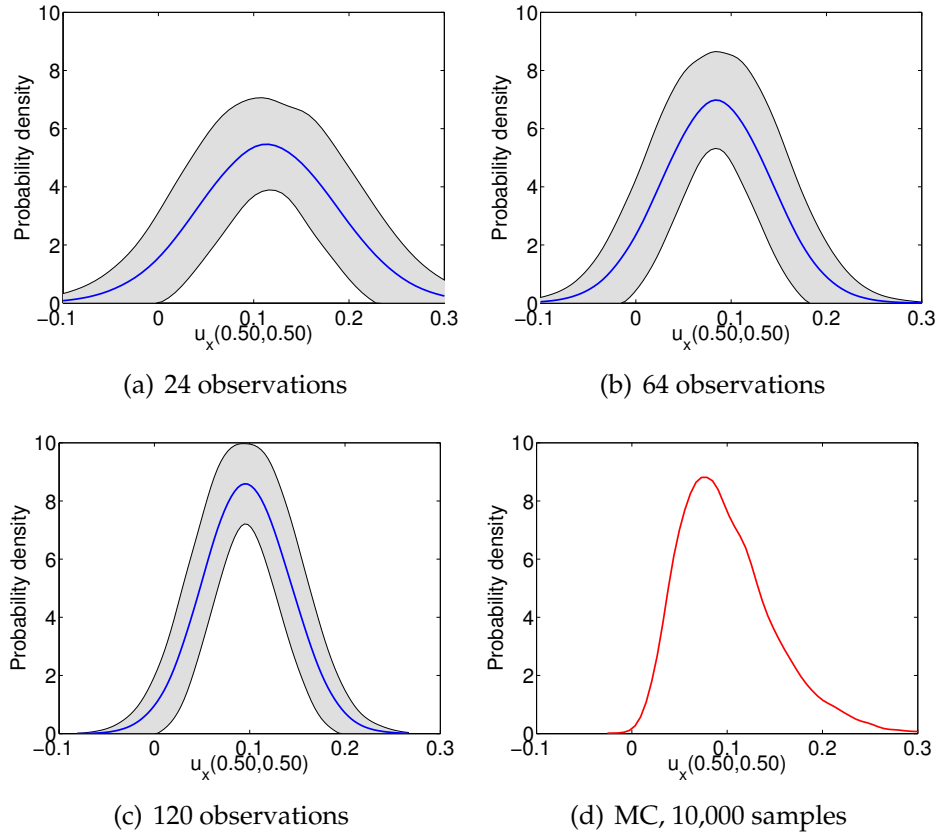 10
8
6
4
2
0
Probability density
−0.1 0 0.1 0.2 0.3
u_x(0.50,0.50)
(a) 24 observations
10
8
6
4
2
0
Probability density
−0.1 0 0.1 0.2 0.3
u_x(0.50,0.50)
(b) 64 observations
10
8
6
4
2
0
Probability density
−0.1 0 0.1 0.2 0.3
u_x(0.50,0.50)
(c) 120 observations
10
8
6
4
2
0
Probability density
−0.1 0 0.1 0.2 0.3
u_x(0.50,0.50)
(d) MC, 10,000 samples